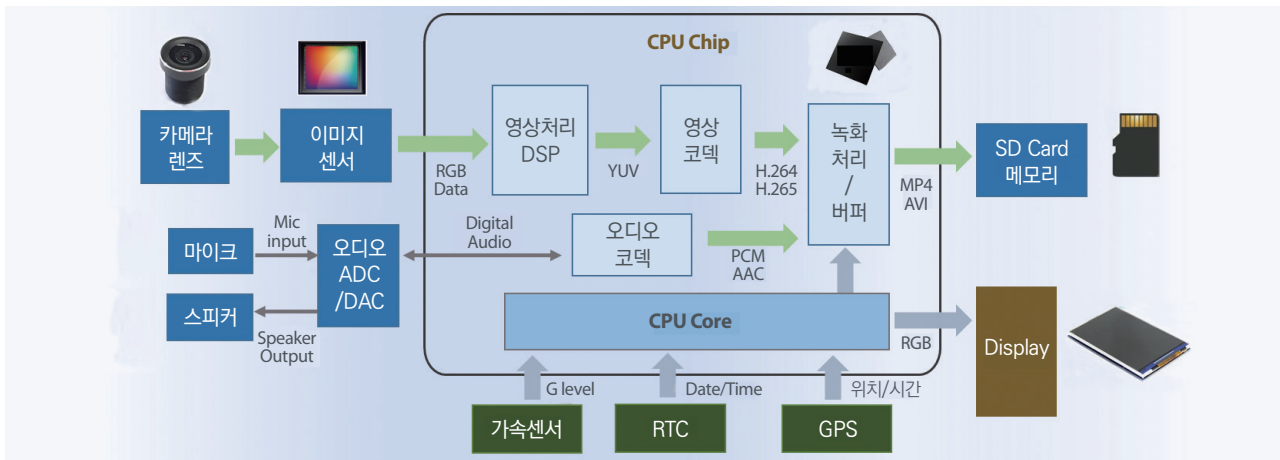 CPU Chip
카메라
렌즈
이미지
센서
RGB
Data
영상처리
DSP
YUV
영상
코덱
H.264
H.265
녹화
처리
/
버퍼
MP4
AVI
SD Card
메모리
마이크
Mic
input
스피커
Speaker
Output
오디오
ADC
/DAC
Digital
Audio
오디오
코덱
PCM
AAC
CPU Core
RGB
Display
G level
가속센서
Date/Time
RTC
위치/시간
GPS